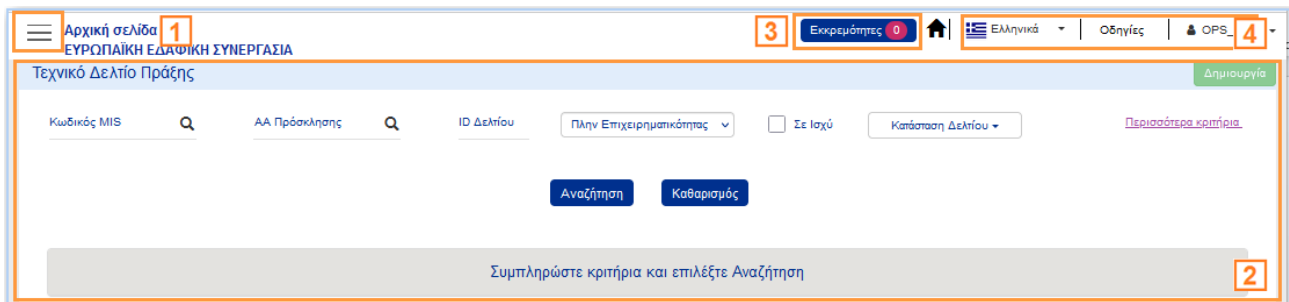 Αρχική σελίδα 1
ΕΥΡΩΠΑΪΚΗ ΕΔΑΦΙΚΗ ΣΥΝΕΡΓΑΣΙΑ
3 Εκκρεμότητες 0 Ελληνικά Οδηγίες OPS_ 4
Τεχνικό Δελτίο Πράξης Δημιουργία
Κωδικός MIS ΑΑ Πρόσκλησης ID Δελτίου Πλην Επιχειρηματικότητας Σε Ισχύ Κατάσταση Δελτίου Περισσότερα κριτήρια
Αναζήτηση Καθαρισμός
Συμπληρώστε κριτήρια και επιλέξτε Αναζήτηση
2